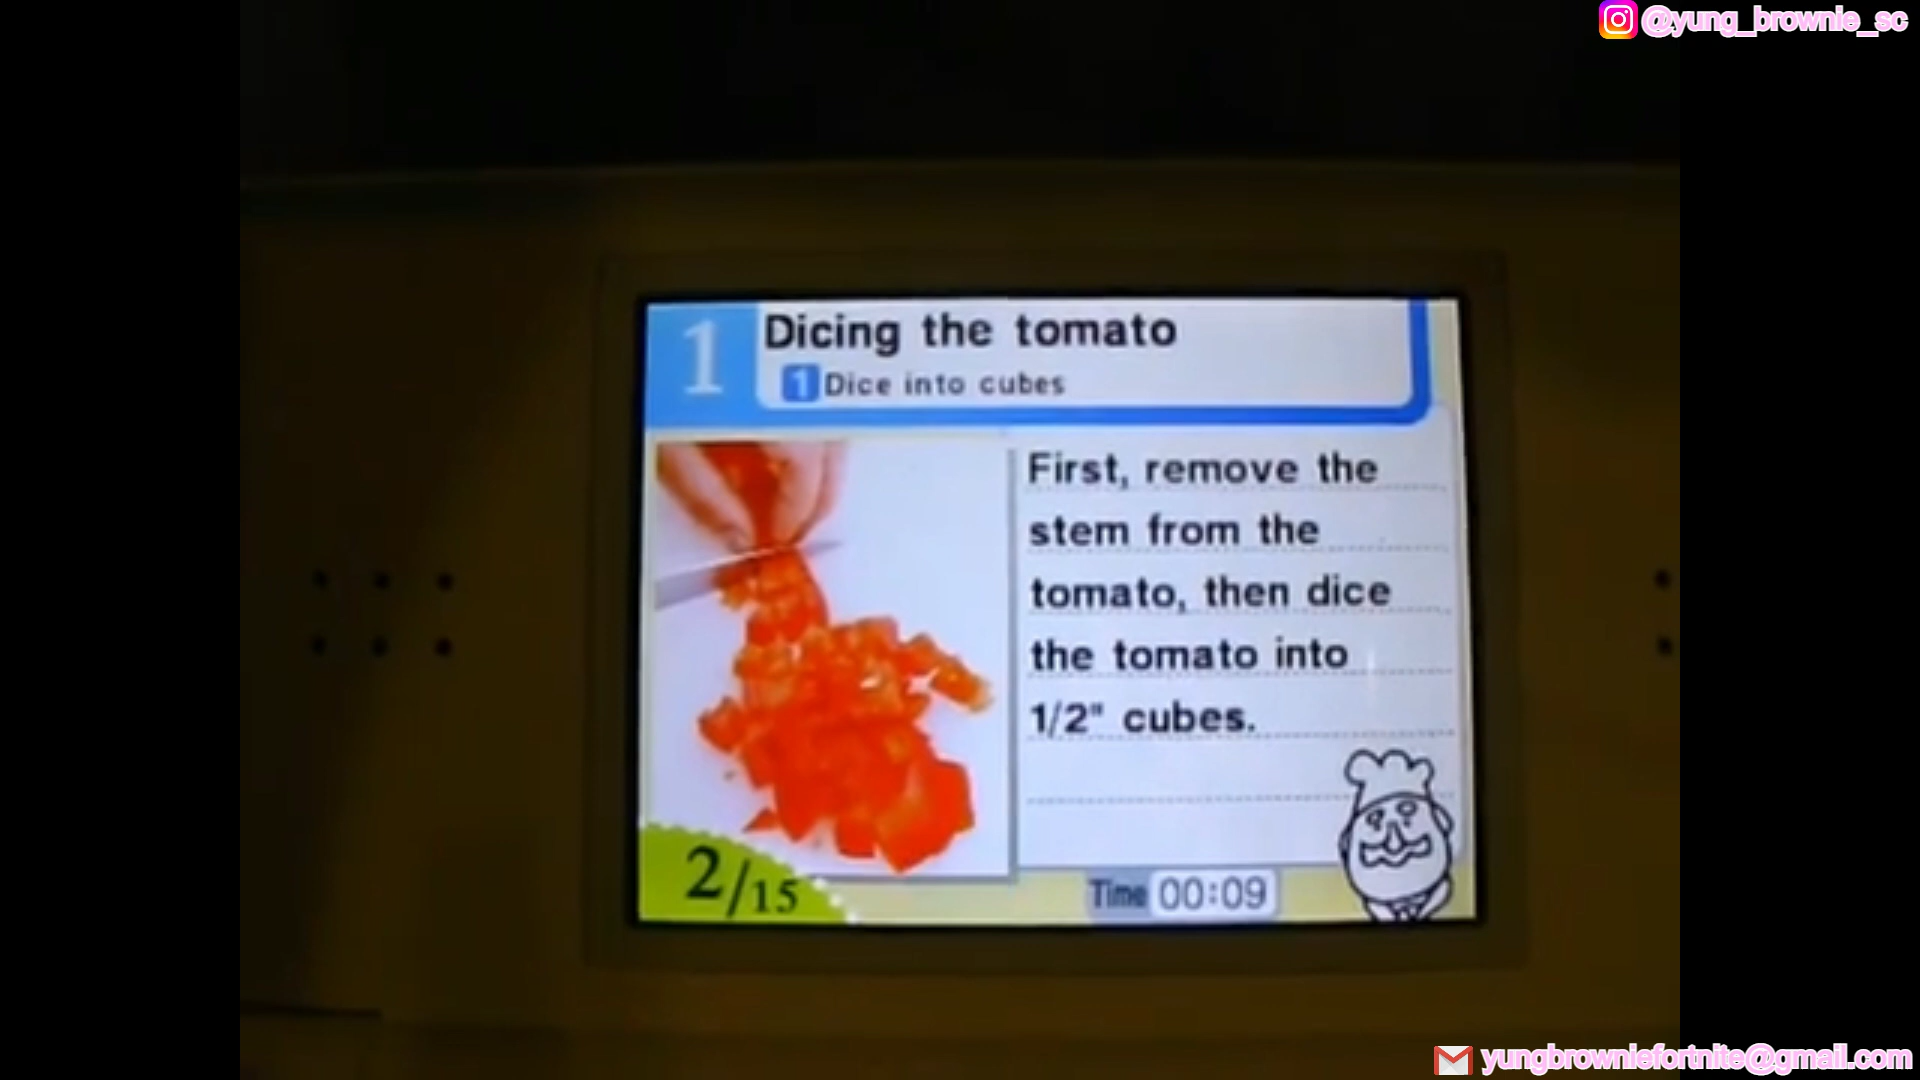 @yung_brownie_sc
1
Dicing the tomato
1 Dice into cubes
First, remove the
stem from the
tomato, then dice
the tomato into
1/2" cubes.
2/15
Time 00:09
yungbrowniefortnite@gmail.com